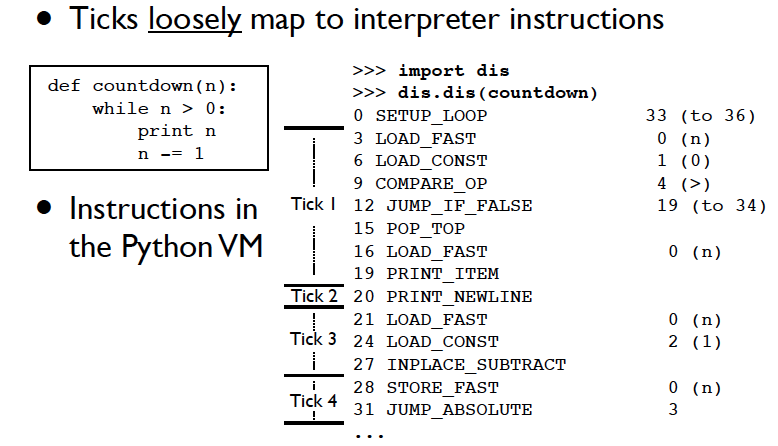 • Ticks loosely map to interpreter instructions
def countdown(n):
    while n > 0:
        print n
        n -= 1
• Instructions in
the Python VM
>>> import dis
>>> dis.dis(countdown)
0 SETUP_LOOP 33 (to 36)
3 LOAD_FAST 0 (n)
6 LOAD_CONST 1 (0)
9 COMPARE_OP 4 (>)
Tick 1 12 JUMP_IF_FALSE 19 (to 34)
15 POP_TOP
16 LOAD_FAST 0 (n)
19 PRINT_ITEM
Tick 2 20 PRINT_NEWLINE
21 LOAD_FAST 0 (n)
Tick 3 24 LOAD_CONST 2 (1)
27 INPLACE_SUBTRACT
28 STORE_FAST 0 (n)
Tick 4 31 JUMP_ABSOLUTE 3
...